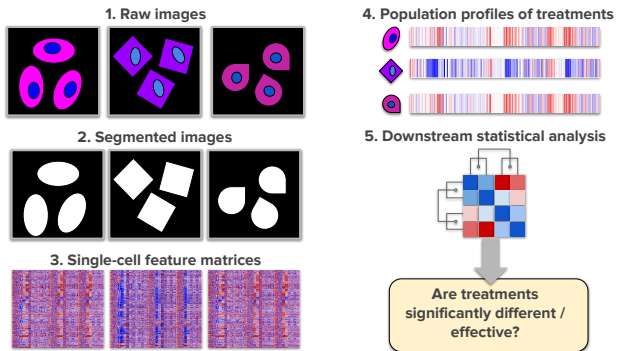 1. Raw images
2. Segmented images
3. Single-cell feature matrices
4. Population profiles of treatments
5. Downstream statistical analysis
Are treatments
significantly different /
effective?